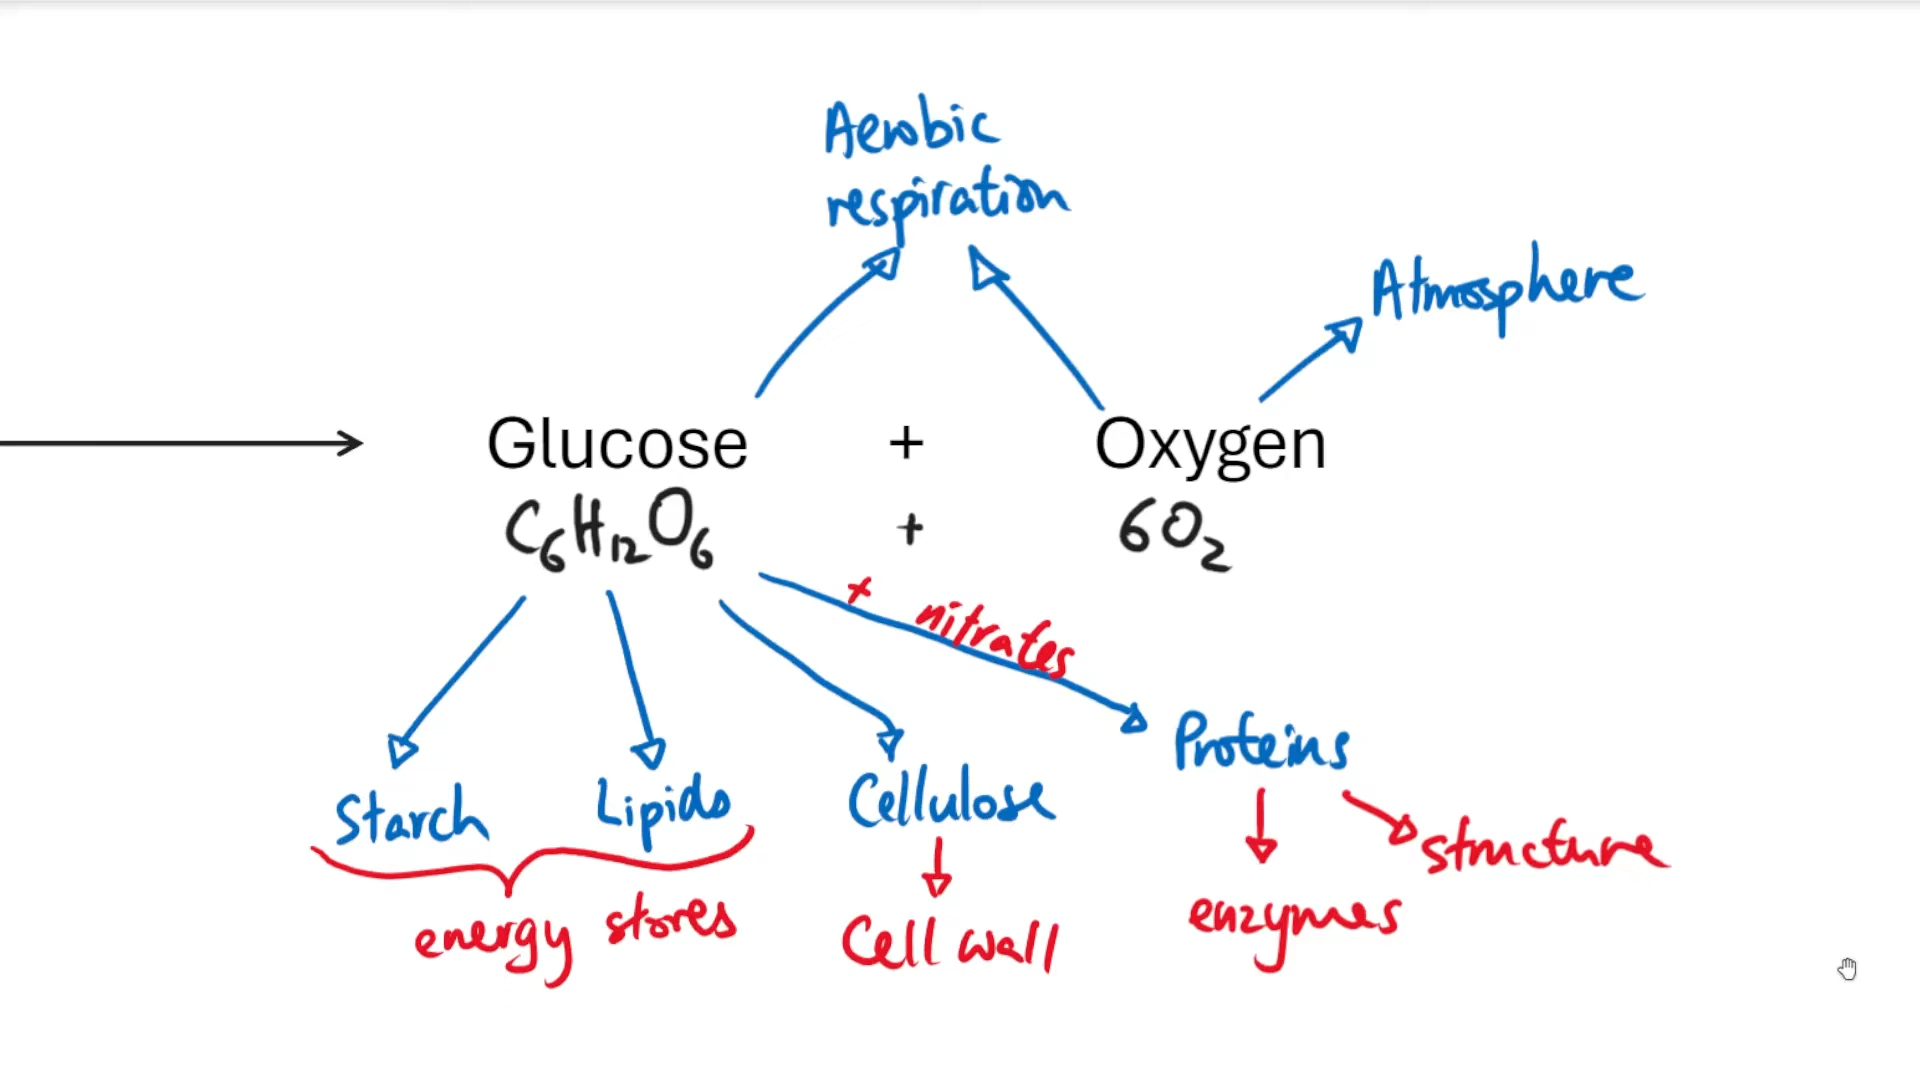 Aerobic
respiration
Atmosphere
Glucose + Oxygen
C₆H₁₂O₆ + 6O₂
+ nitrates
Proteins
Starch Lipids Cellulose
structure
energy stores Cell wall enzymes